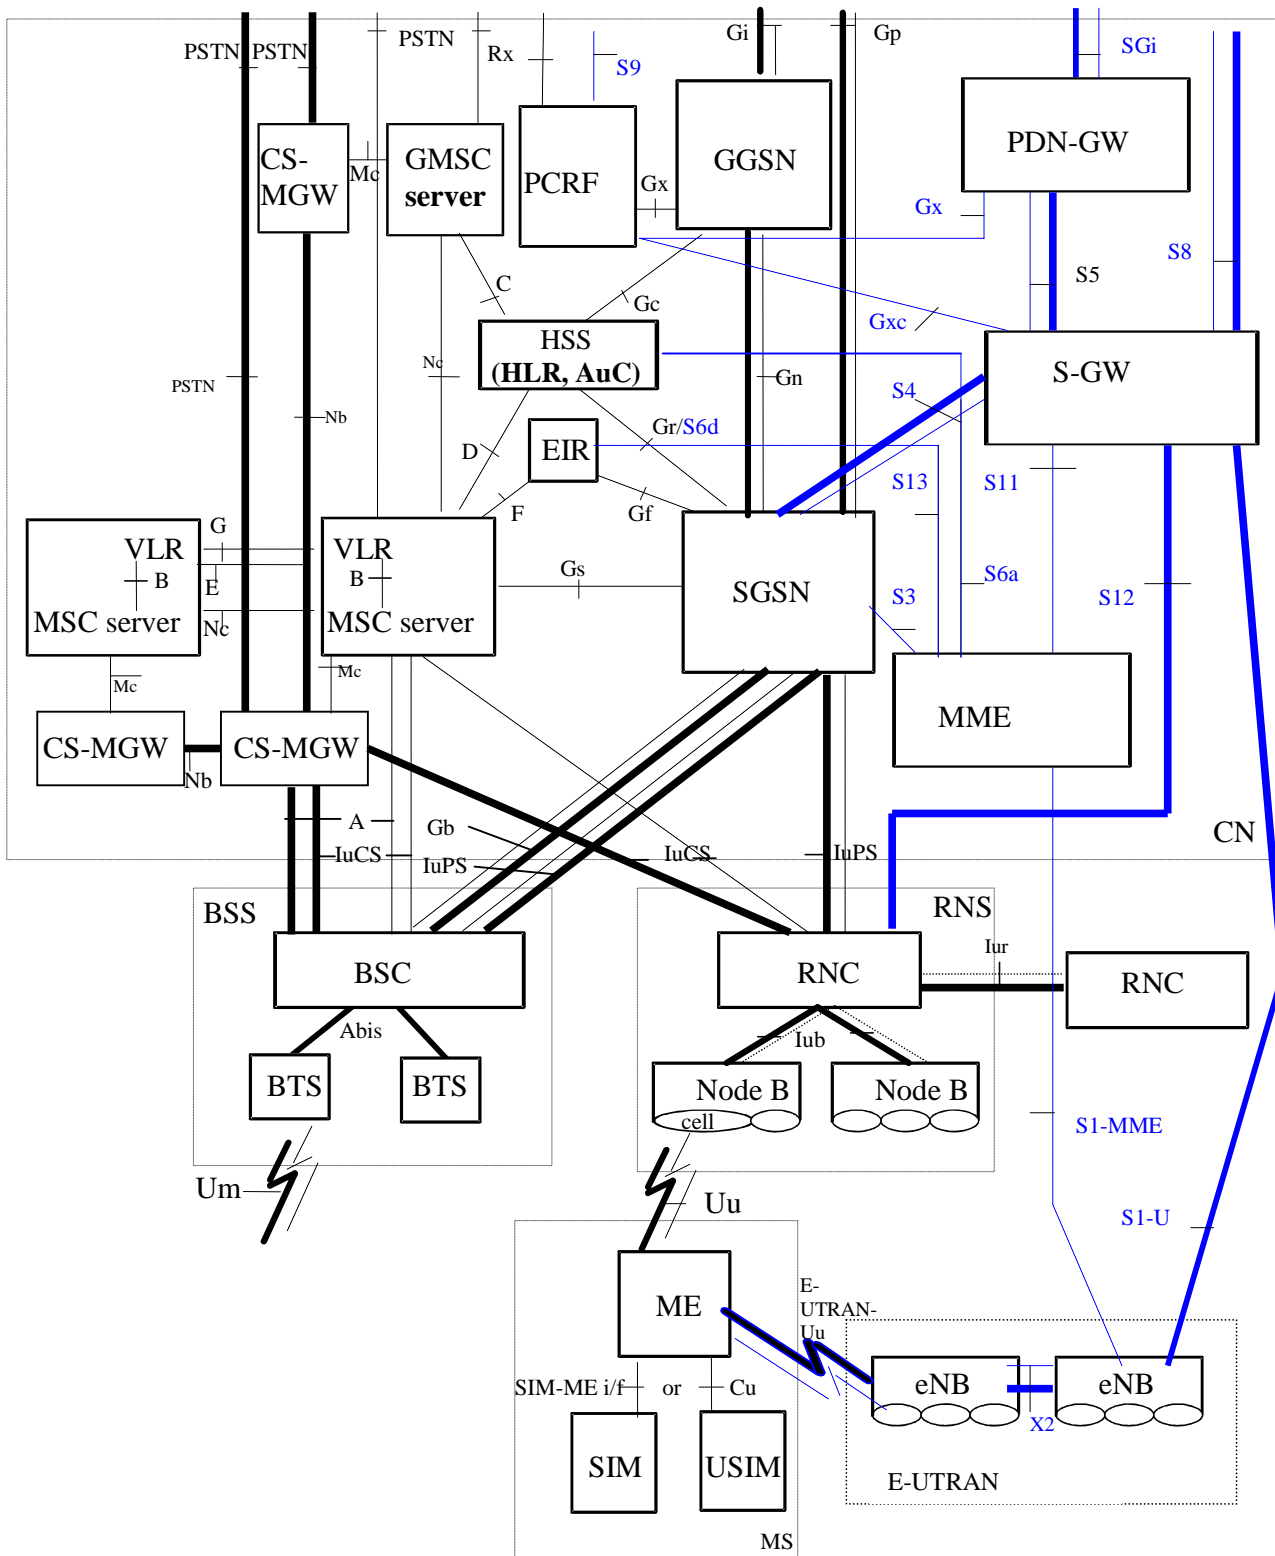 PSTN
PSTN
PSTN
Rx
S9
Gi
Gp
SGi
CS-
MGW
Mc
GMSC
server
PCRF
Gx
GGSN
PDN-GW
Gx
S8
S5
C
Gc
Gxc
HSS
(HLR, AuC)
Nc
PSTN
Gn
S-GW
S4
Nb
Gr/S6d
D
EIR
S13
S11
F
Gf
G
VLR
B
E
Nc
MSC server
VLR
B
MSC server
Gs
SGSN
S3
S6a
S12
Mc
Mc
CS-MGW
Nb
CS-MGW
MME
A
Gb
CN
IuCS
IuPS
IuCS
IuPS
BSS
RNS
BSC
RNC
Iur
RNC
Abis
Iub
BTS
BTS
Node B
cell
Node B
S1-MME
Um
Uu
S1-U
ME
E-
UTRAN-
Uu
SIM-ME i/f
or
Cu
eNB
X2
eNB
SIM
USIM
E-UTRAN
MS